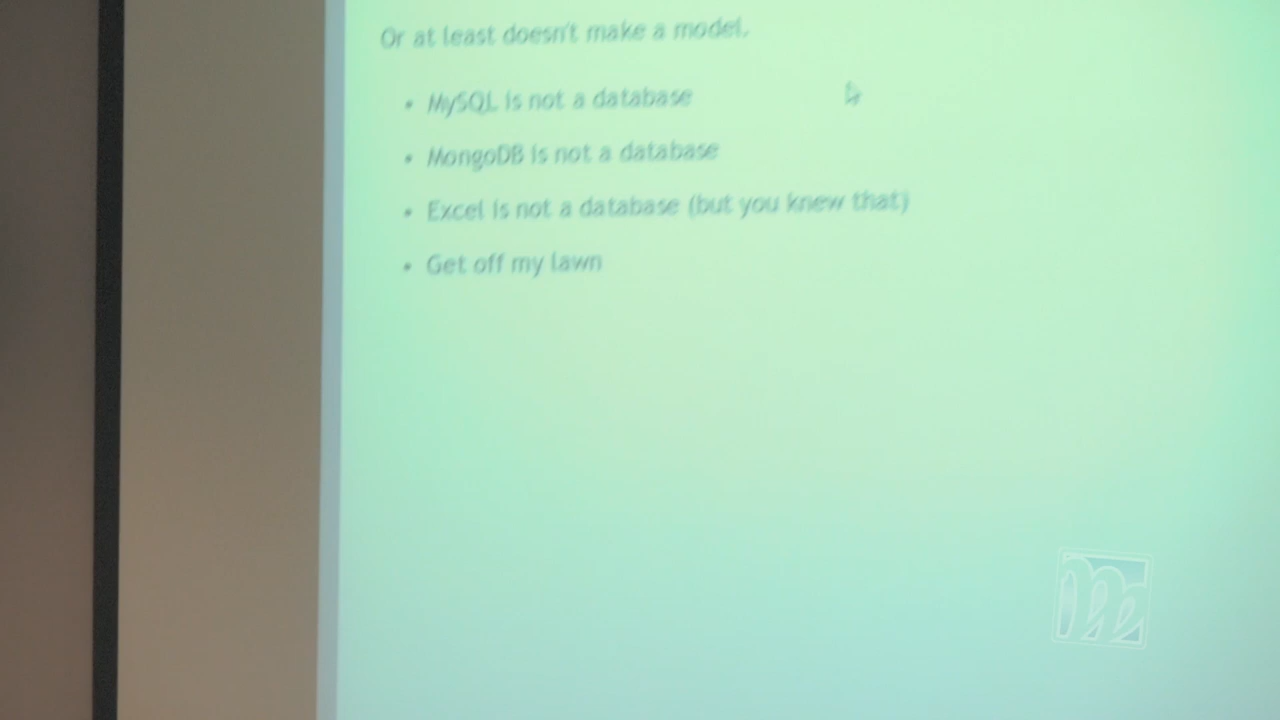 Or at least doesn't make a model.
• MySQL is not a database
• MongoDB is not a database
• Excel is not a database (but you knew that)
• Get off my lawn